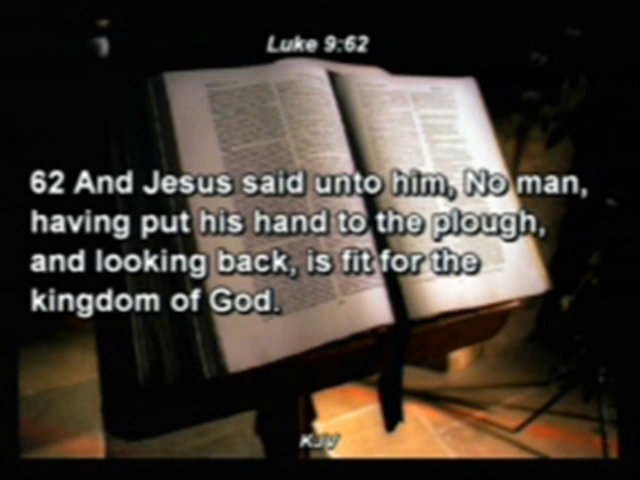 Luke 9:62
62 And Jesus said unto him, No man,
having put his hand to the plough,
and looking back, is fit for the
kingdom of God.
KJV